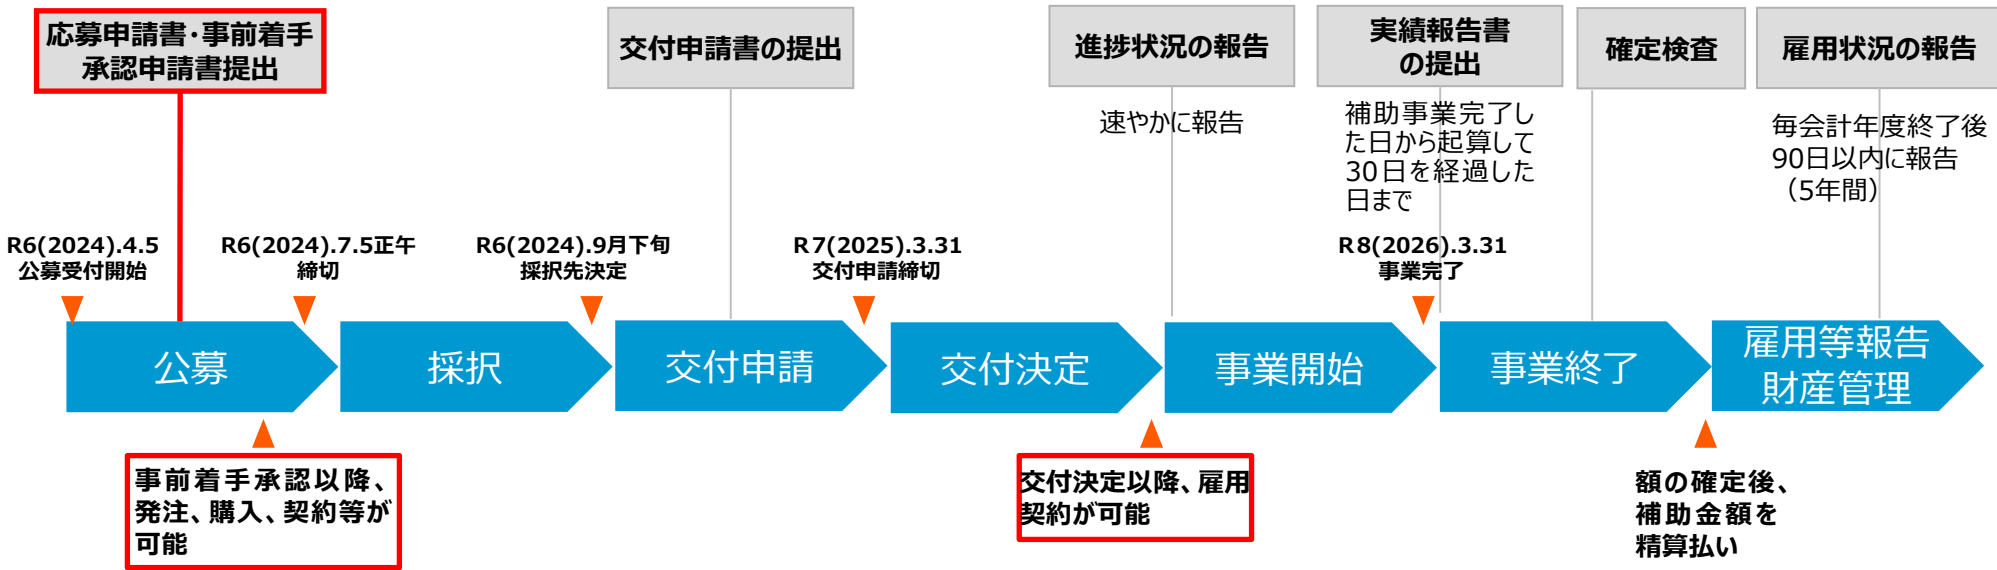 応募申請書・事前着手
承認申請書提出
交付申請書の提出
進捗状況の報告
実績報告書
の提出
確定検査
雇用状況の報告
速やかに報告
補助事業完了し
た日から起算して
30日を経過した
日まで
毎会計年度終了後
90日以内に報告
（5年間）
R6(2024).4.5
公募受付開始
R6(2024).7.5正午
締切
R6(2024).9月下旬
採択先決定
R7(2025).3.31
交付申請締切
R8(2026).3.31
事業完了
公募
採択
交付申請
交付決定
事業開始
事業終了
雇用等報告
財産管理
事前着手承認以降、
発注、購入、契約等が
可能
交付決定以降、雇用
契約が可能
額の確定後、
補助金額を
精算払い